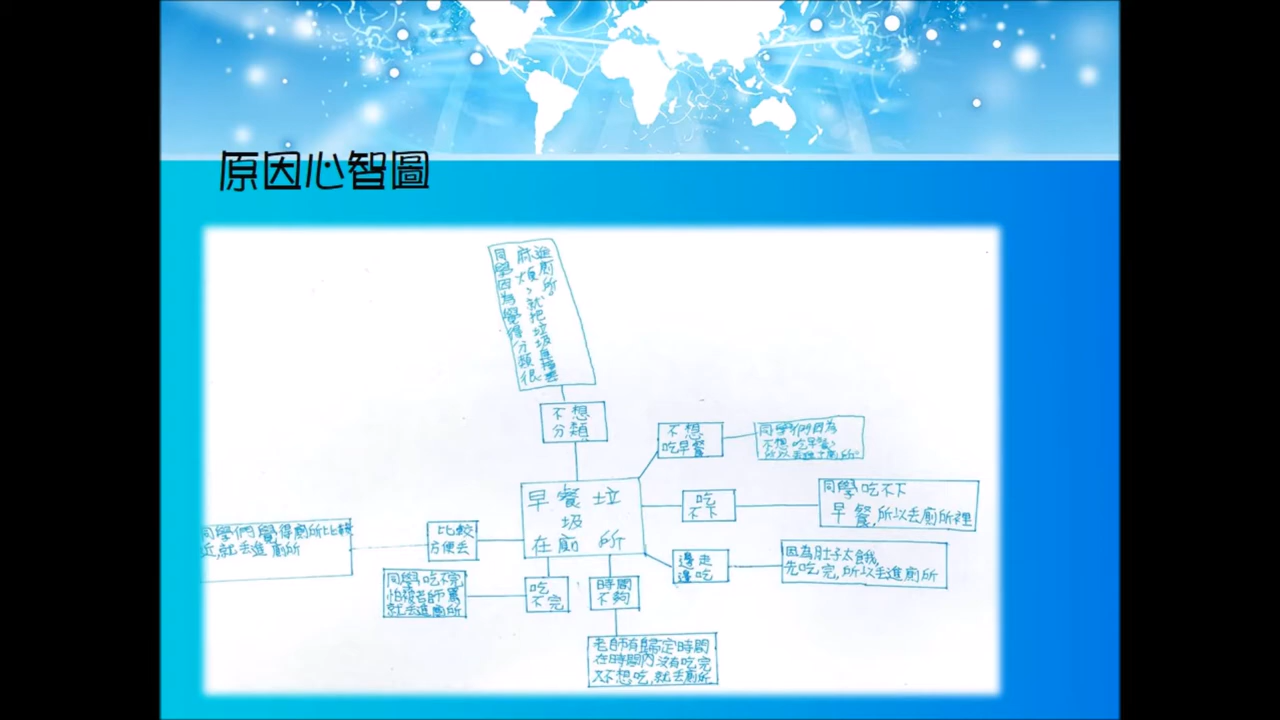 原因心智圖
同學因為覺得分類很
麻煩,就把垃圾直接丟
進廁所
不想
分類
不想
吃早餐
同學們因為
不想吃早餐,
所以丟進廁所。
早餐垃
圾
在廁所
吃
不下
同學吃不下
早餐,所以丟廁所裡
邊走
邊吃
因為肚子太餓,
先吃完,所以丟進廁所
時間
不夠
老師有歸定時間
在時間內沒有吃完
又不想吃,就丟廁所
吃
不完
同學吃不完
怕被老師罵
就丟進廁所
比較
方便丟
同學們覺得廁所比較
近,就丟進廁所